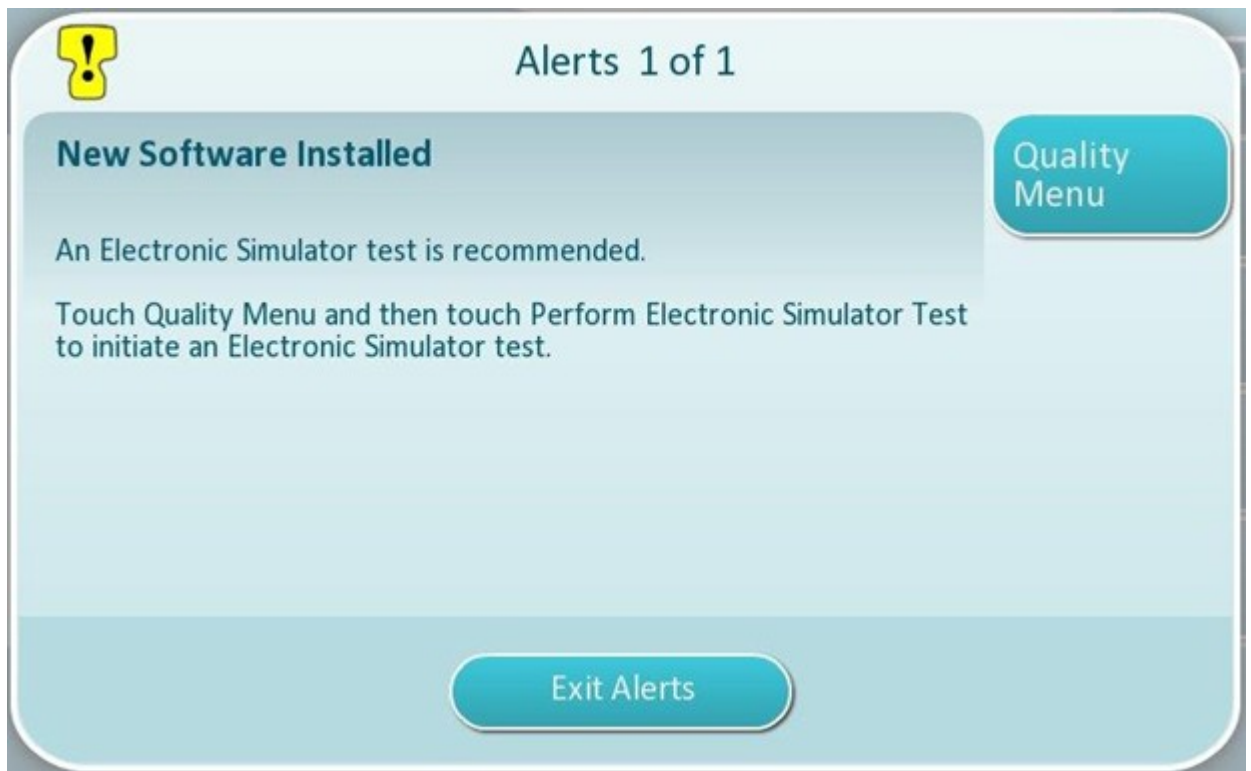 Alerts 1 of 1
New Software Installed
Quality
Menu
An Electronic Simulator test is recommended.
Touch Quality Menu and then touch Perform Electronic Simulator Test
to initiate an Electronic Simulator test.
Exit Alerts